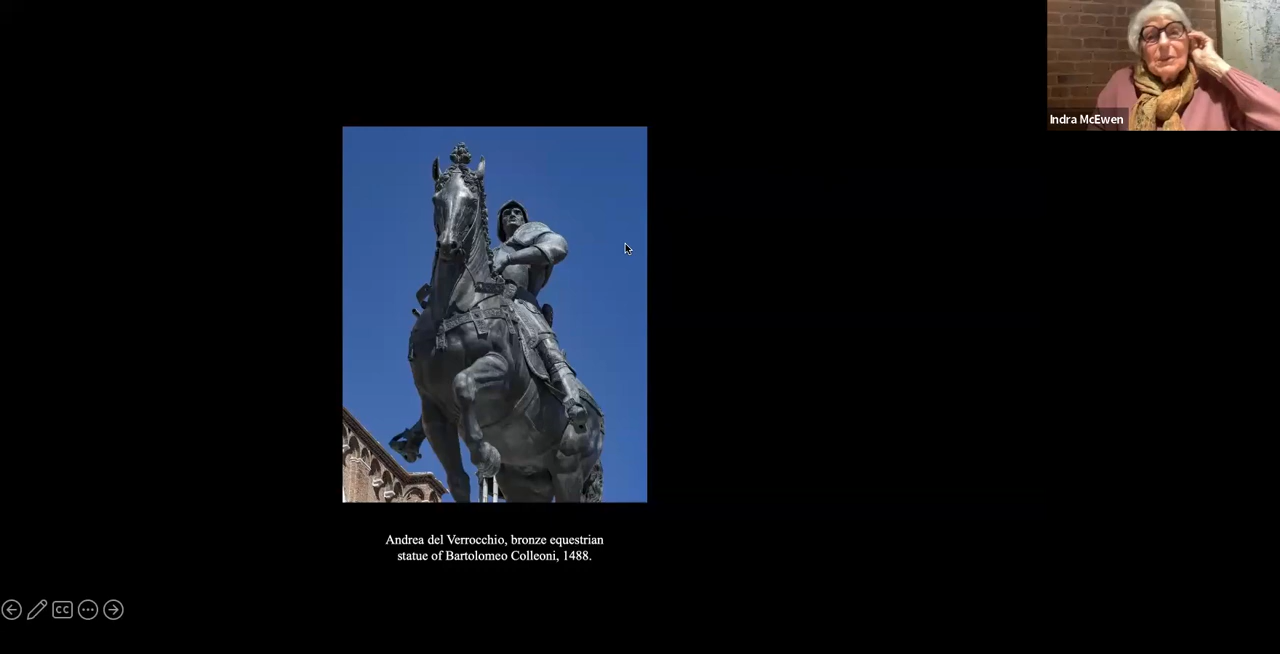 Indra McEwen
Andrea del Verrocchio, bronze equestrian
statue of Bartolomeo Colleoni, 1488.
CC